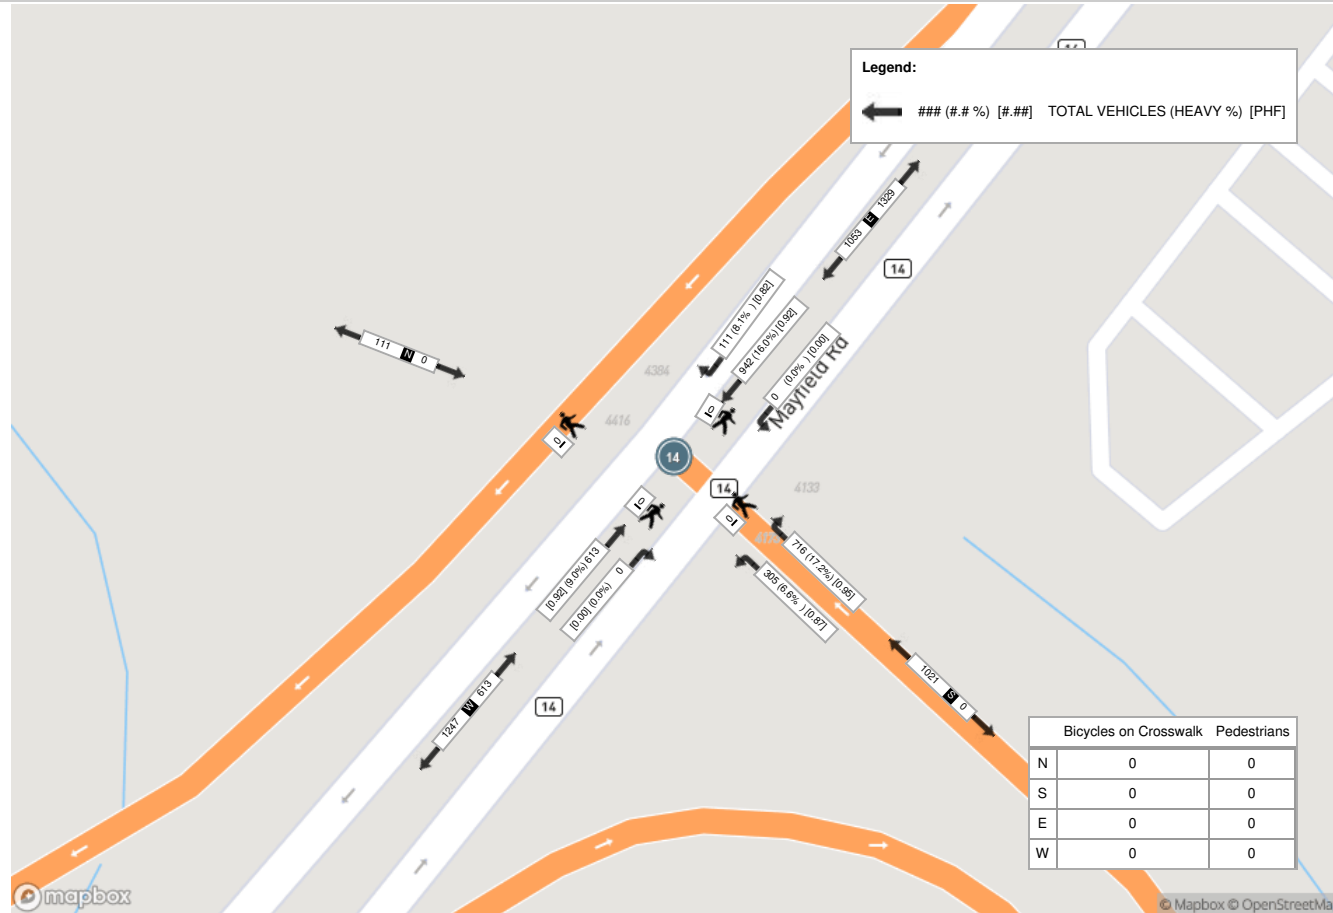 14
Legend:
### (#.# %) [#.##] TOTAL VEHICLES (HEAVY %) [PHF]
1053 E 1329
14
111 (8.1% ) [0.82]
942 (16.0%) [0.92]
0 (0.0% ) [0.00]
Mayfield Rd
111 N 0
4384
4416
0
0
14
14
4133
0
0
716 (17.2%) [0.95]
305 (6.6% ) [0.87]
[0.92] (9.0%) 613
[0.00] (0.0%) 0
1021 S 0
1247 W 613
14
Bicycles on Crosswalk Pedestrians
N 0 0
S 0 0
E 0 0
W 0 0
mapbox
© Mapbox © OpenStreetMa